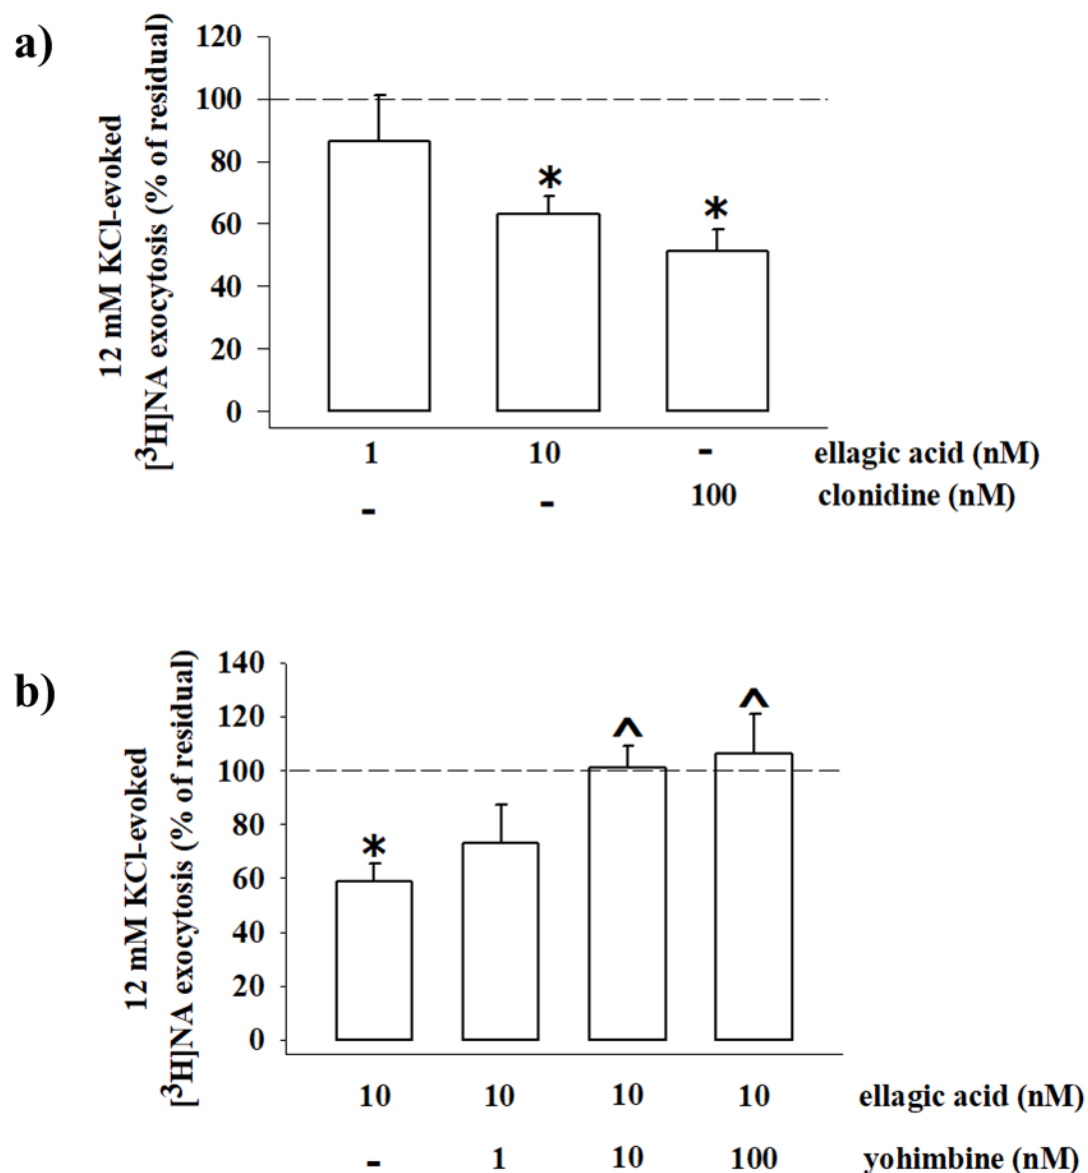 a)
12 mM KCl-evoked
[³H]NA exocytosis (% of residual)
120
100
80
60
40
20
0
*
*
1 10 - ellagic acid (nM)
- - 100 clonidine (nM)
b)
12 mM KCl-evoked
[³H]NA exocytosis (% of residual)
140
120
100
80
60
40
20
0
*
^
^
10 10 10 10 ellagic acid (nM)
- 1 10 100 yohimbine (nM)